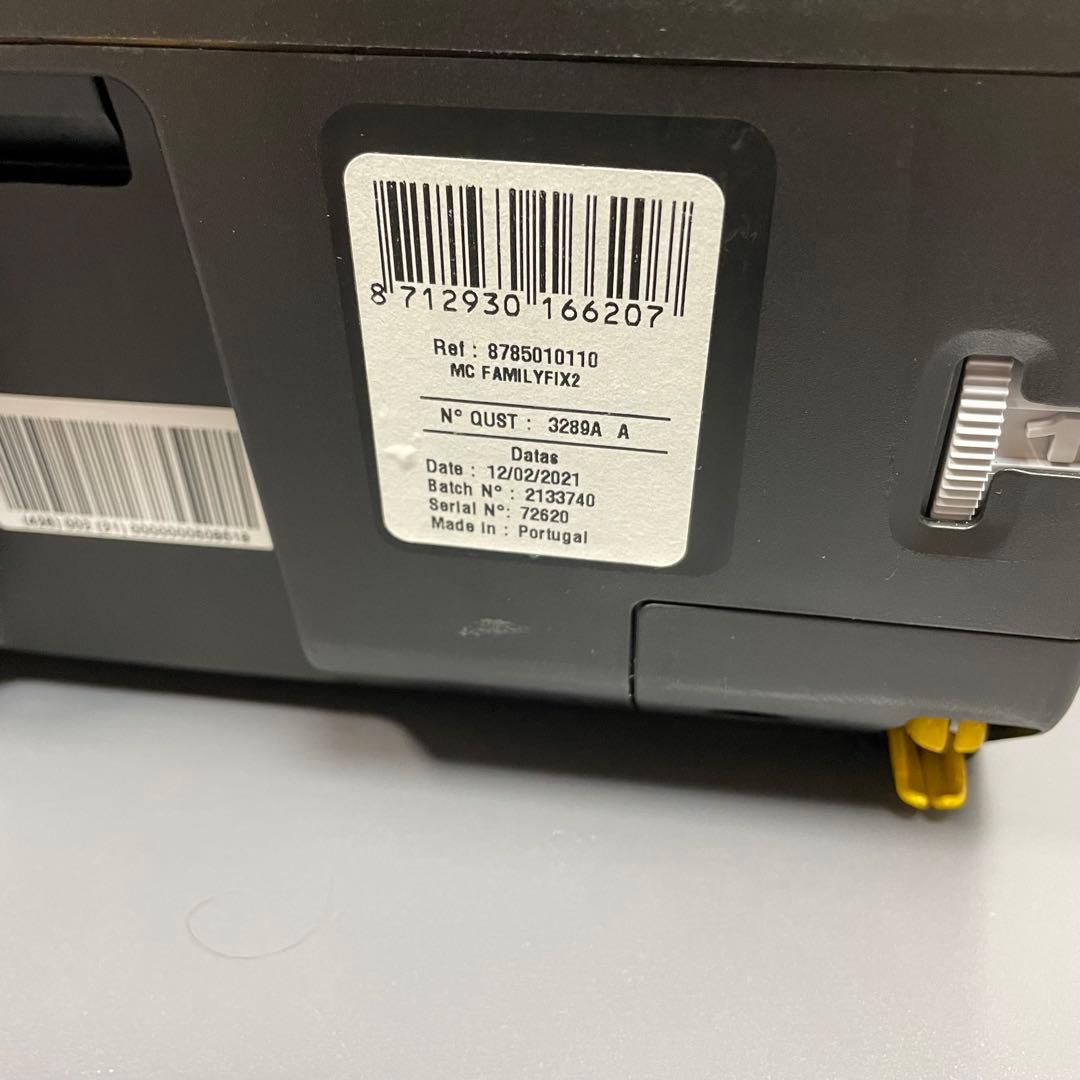 8 712930 166207
Ref : 8785010110
MC FAMILYFIX2
N° QUST : 3289A A
Datas
Date : 12/02/2021
Batch N° : 2133740
Serial N°: 72620
Made In : Portugal
1